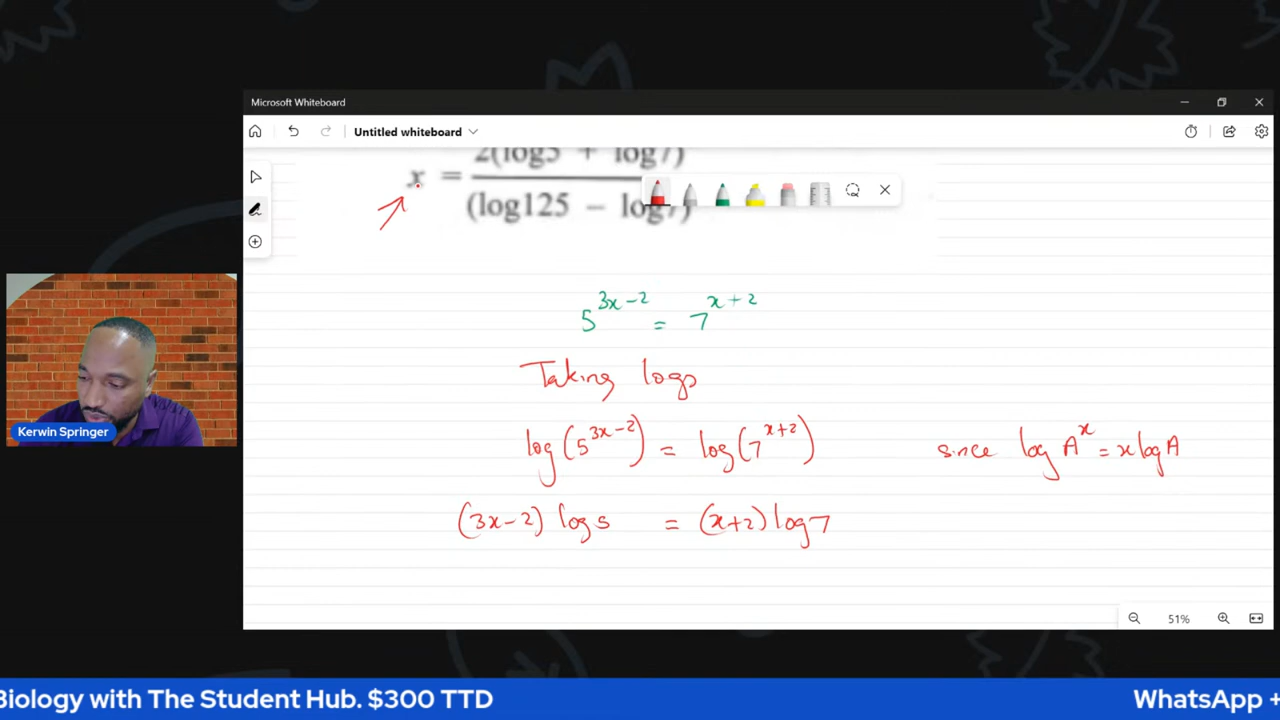 Microsoft Whiteboard
Untitled whiteboard
2(log5 + log7)
x =
(log125 − log7)
5^{3x−2} = 7^{x+2}
Taking logs
log(5^{3x−2}) = log(7^{x+2}) since log A^x = x log A
(3x−2) log5 = (x+2) log7
Kerwin Springer
51%
Biology with The Student Hub. $300 TTD WhatsApp +